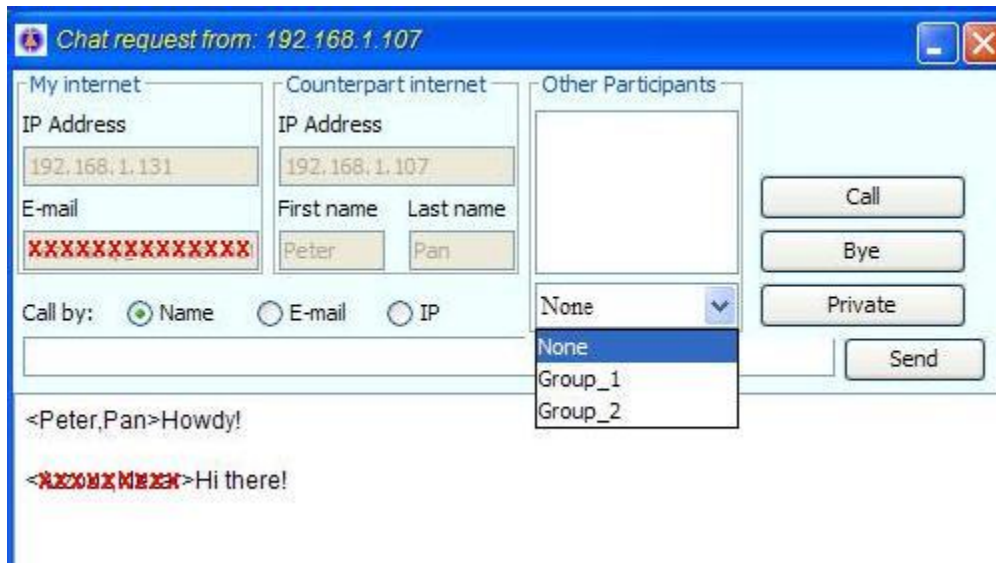 Chat request from: 192.168.1.107
My internet
Counterpart internet
Other Participants
IP Address
IP Address
192.168.1.131
192.168.1.107
Call
E-mail
First name
Last name
XXXXXXXXXXXXXX
Peter
Pan
Bye
Call by:
Name
E-mail
IP
None
Private
None
Send
Group_1
Group_2
<Peter,Pan>Howdy!
>Hi there!